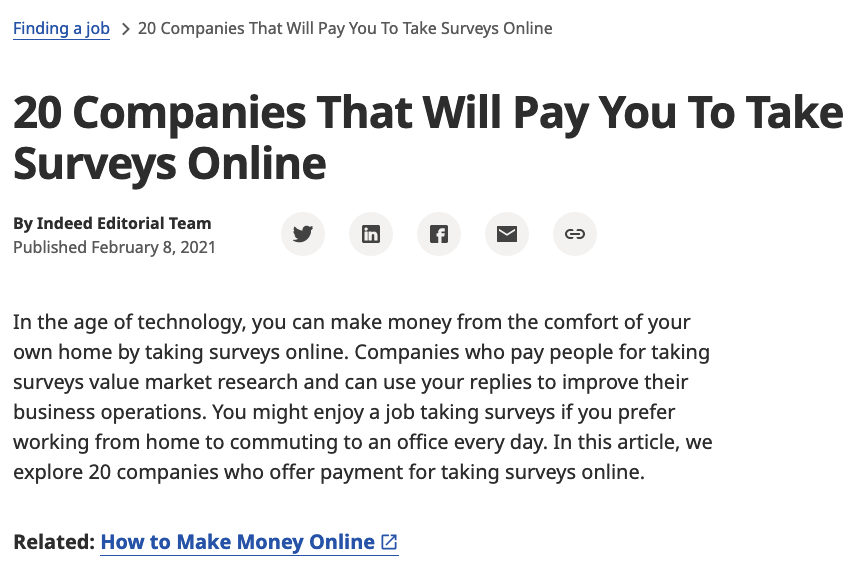 Finding a job > 20 Companies That Will Pay You To Take Surveys Online
20 Companies That Will Pay You To Take
Surveys Online
By Indeed Editorial Team
Published February 8, 2021
In the age of technology, you can make money from the comfort of your
own home by taking surveys online. Companies who pay people for taking
surveys value market research and can use your replies to improve their
business operations. You might enjoy a job taking surveys if you prefer
working from home to commuting to an office every day. In this article, we
explore 20 companies who offer payment for taking surveys online.
Related: How to Make Money Online